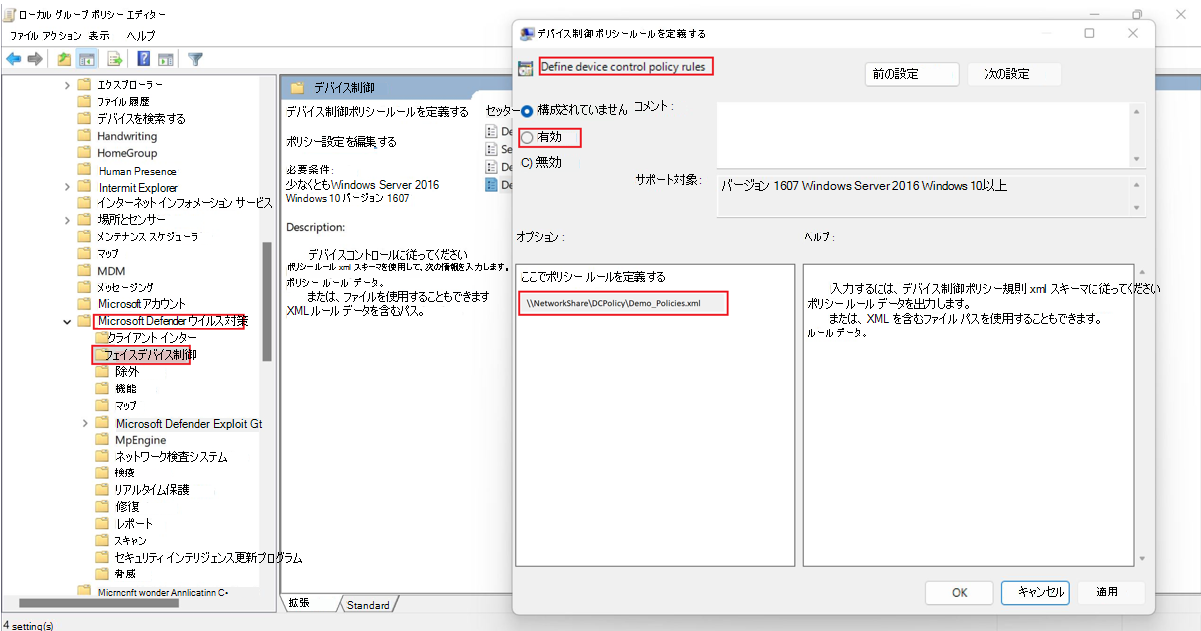 ローカル グループ ポリシー エディター
ファイル アクション 表示 ヘルプ
エクスプローラー
ファイル履歴
デバイスを検索する
Handwriting
HomeGroup
Human Presence
Intermit Explorer
インターネットインフォメーション サービス
場所とセンサー
メンテナンス スケジューラ
マップ
MDM
メッセージング
Microsoftアカウント
Microsoft Defenderウイルス対策
クライアント インター
フェイスデバイス制御
除外
機能
マップ
Microsoft Defender Exploit Gt
MpEngine
ネットワーク検査システム
検疫
リアルタイム保護
修復
レポート
スキャン
セキュリティ インテリジェンス更新プログラム
脅威
Micrncnft wonder Annlicatinn C•
4 setting(s)
デバイス制御
デバイス制御ポリシールールを定義する
ポリシー設定を編集する
必要条件:
少なくともWindows Server 2016
Windows 10 バージョン 1607
Description:
デバイスコントロールに従ってください
ポリシールール xml スキーマを使用して、次の情報を入力します。
ポリシー ルール データ。
または、ファイルを使用することもできます
XMLルール データを含むパス。
セッター
De
Se
De
De
拡張
Standard
デバイス制御 ポリシールールを定義する
Define device control policy rules
前の設定
次の設定
構成されていません
コメント:
有効
C) 無効
サポート対象:
バージョン 1607 Windows Server 2016 Windows 10以上
オプション:
ヘルプ:
ここでポリシー ルールを定義する
\\NetworkShare\DCPolicy\Demo_Policies.xml
入力するには、デバイス制御ポリシー規則 xml スキーマに従ってください
ポリシー ルール データを出力します。
または、XML を含むファイル パスを使用することもできます。
ルール データ。
OK
キャンセル
適用